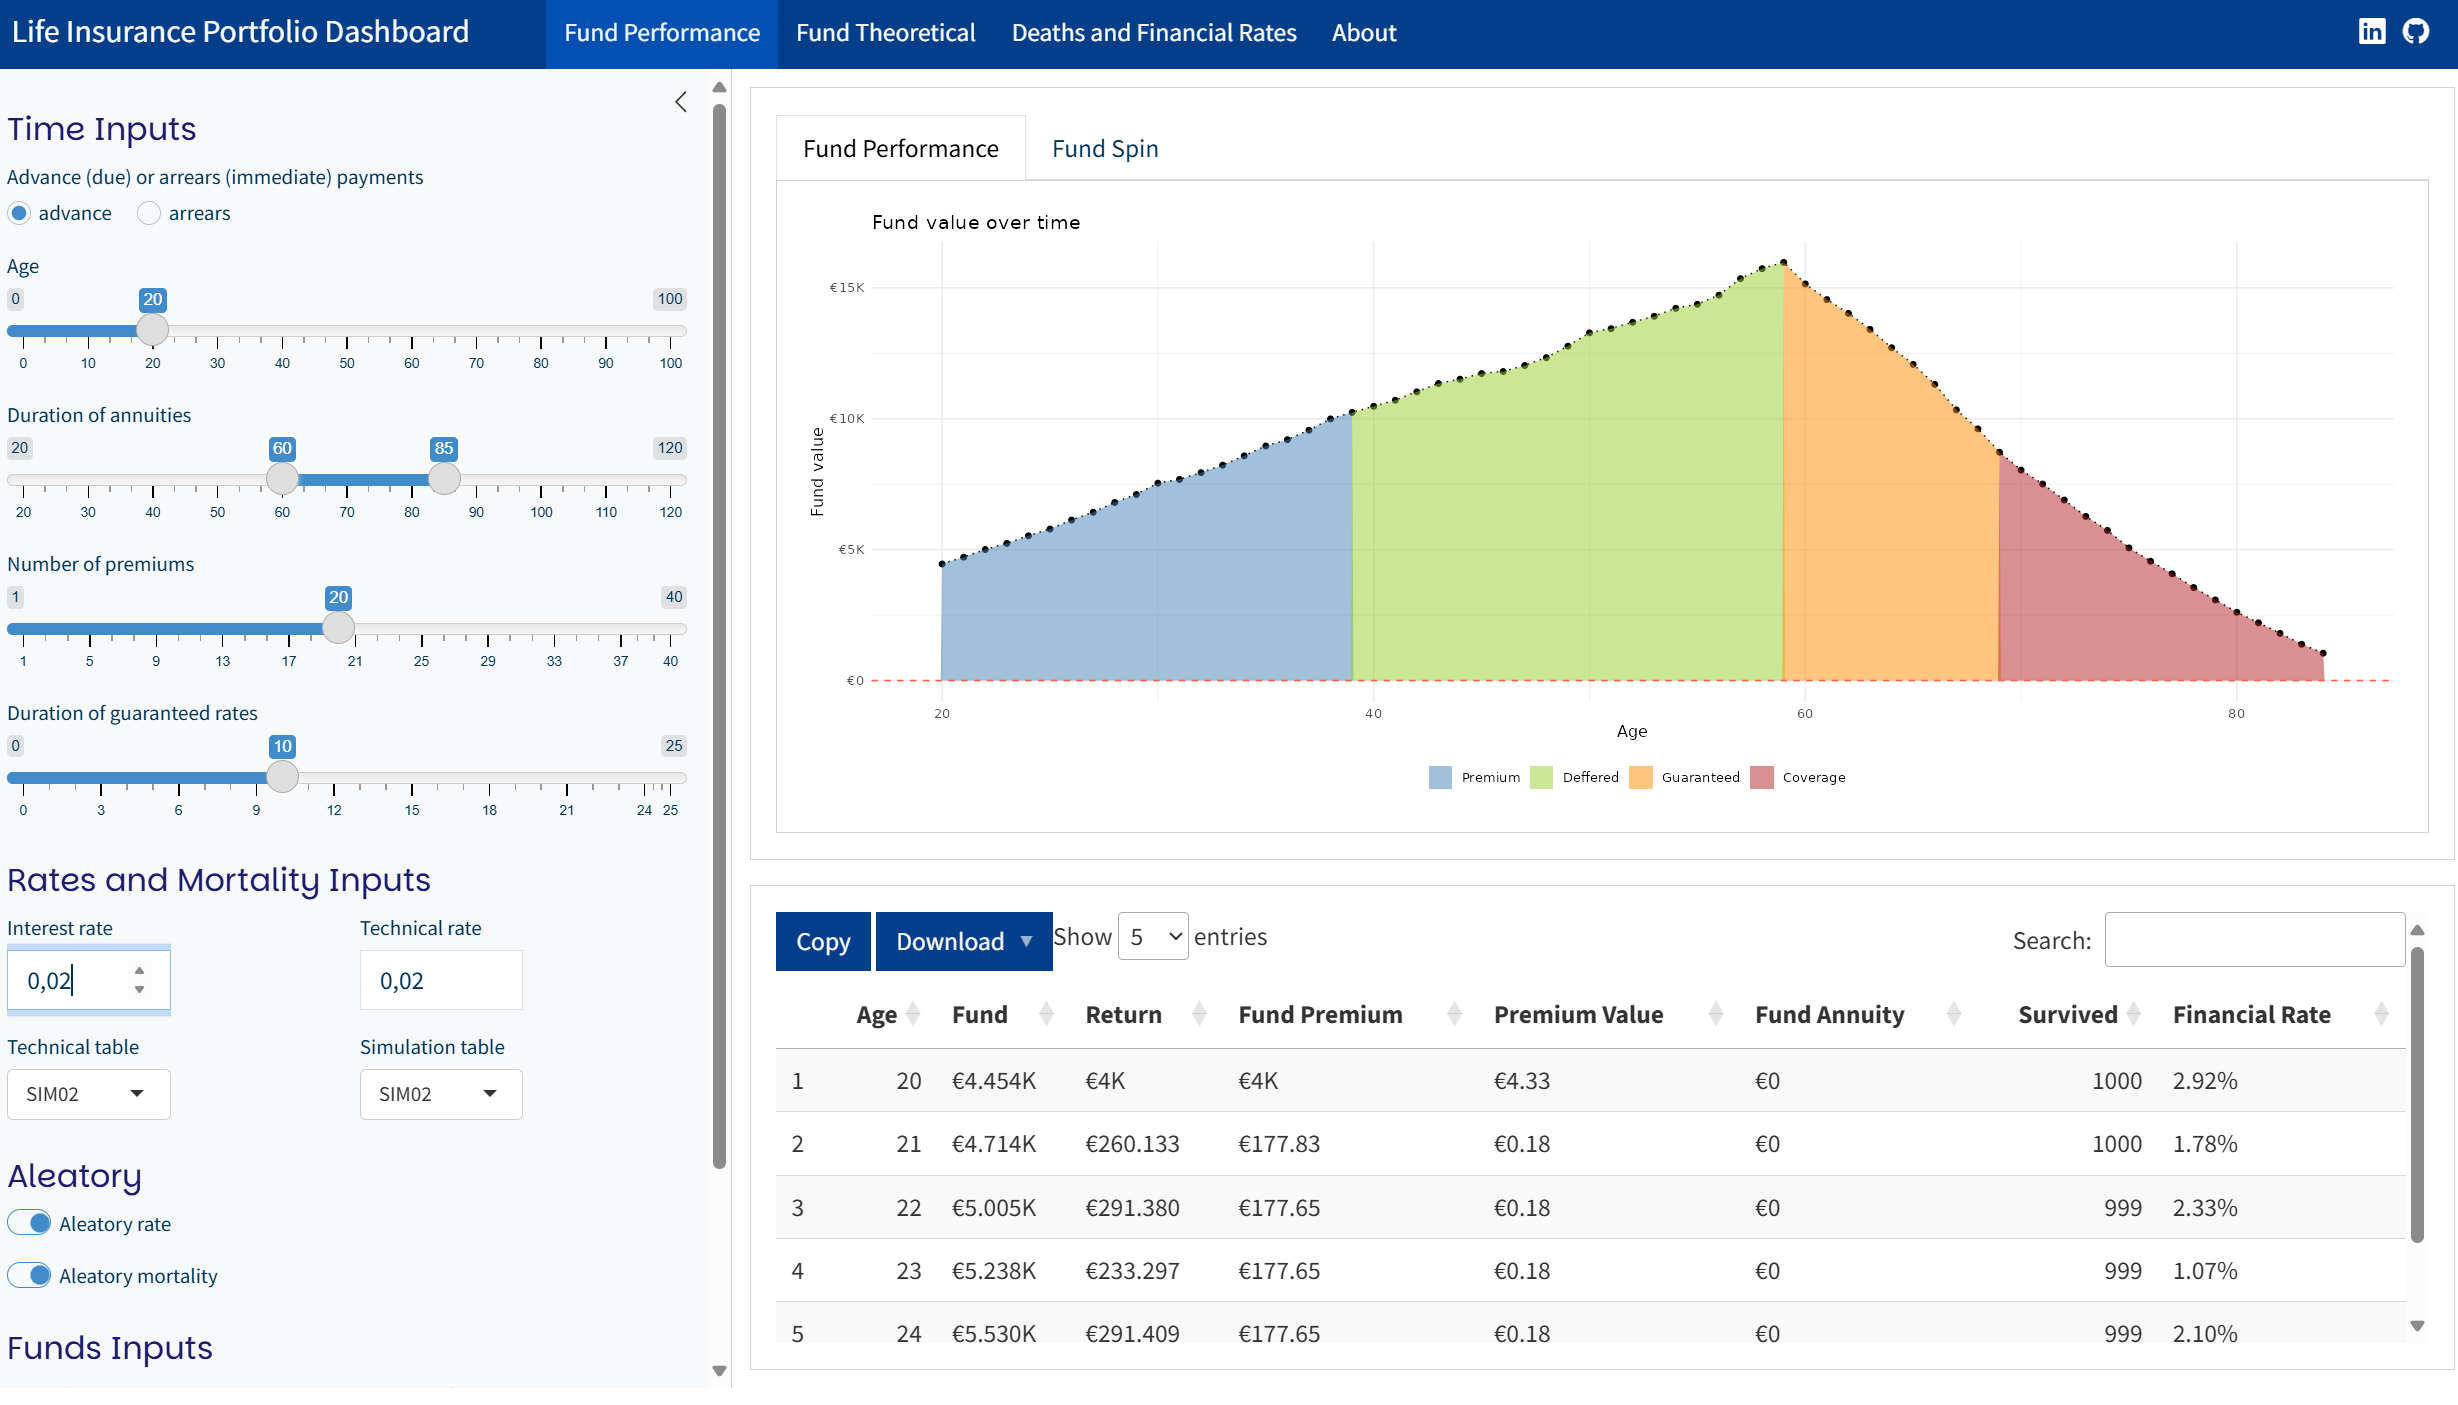 Life Insurance Portfolio Dashboard
Fund Performance Fund Theoretical Deaths and Financial Rates About
Time Inputs
Advance (due) or arrears (immediate) payments
advance arrears
Age
0 20 100
0 10 20 30 40 50 60 70 80 90 100
Duration of annuities
20 60 85 120
20 30 40 50 60 70 80 90 100 110 120
Number of premiums
1 20 40
1 5 9 13 17 21 25 29 33 37 40
Duration of guaranteed rates
0 10 25
0 3 6 9 12 15 18 21 24 25
Rates and Mortality Inputs
Interest rate Technical rate
0,02 0,02
Technical table Simulation table
SIM02 SIM02
Aleatory
Aleatory rate
Aleatory mortality
Funds Inputs
Fund Performance Fund Spin
Fund value over time
Fund value
€15K
€10K
€5K
€0
20 40 60 80
Age
Premium Deffered Guaranteed Coverage
Copy Download Show 5 entries Search:
Age Fund Return Fund Premium Premium Value Fund Annuity Survived Financial Rate
1 20 €4.454K €4K €4K €4.33 €0 1000 2.92%
2 21 €4.714K €260.133 €177.83 €0.18 €0 1000 1.78%
3 22 €5.005K €291.380 €177.65 €0.18 €0 999 2.33%
4 23 €5.238K €233.297 €177.65 €0.18 €0 999 1.07%
5 24 €5.530K €291.409 €177.65 €0.18 €0 999 2.10%